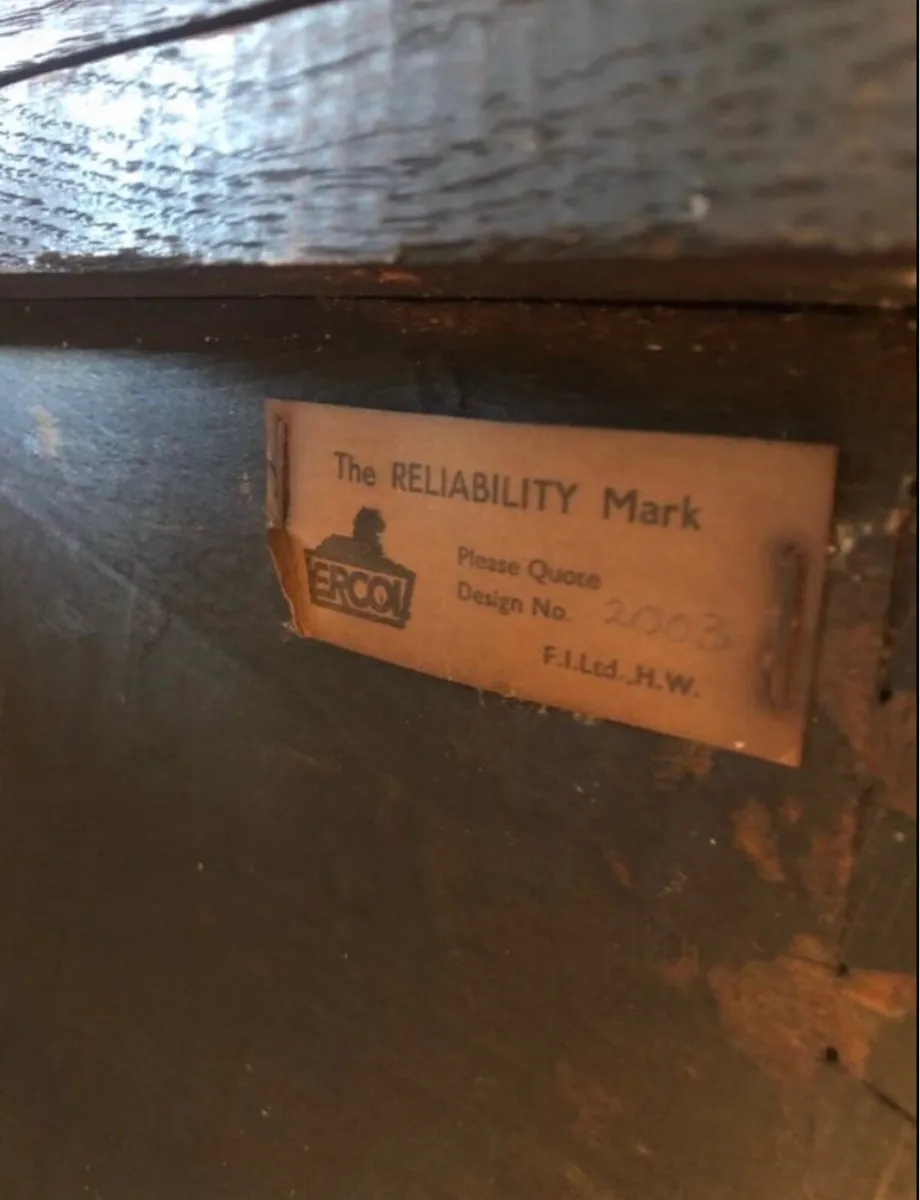 The RELIABILITY Mark
ERCOL
Please Quote
Design No. 2003
F.I.Ltd.,H.W.